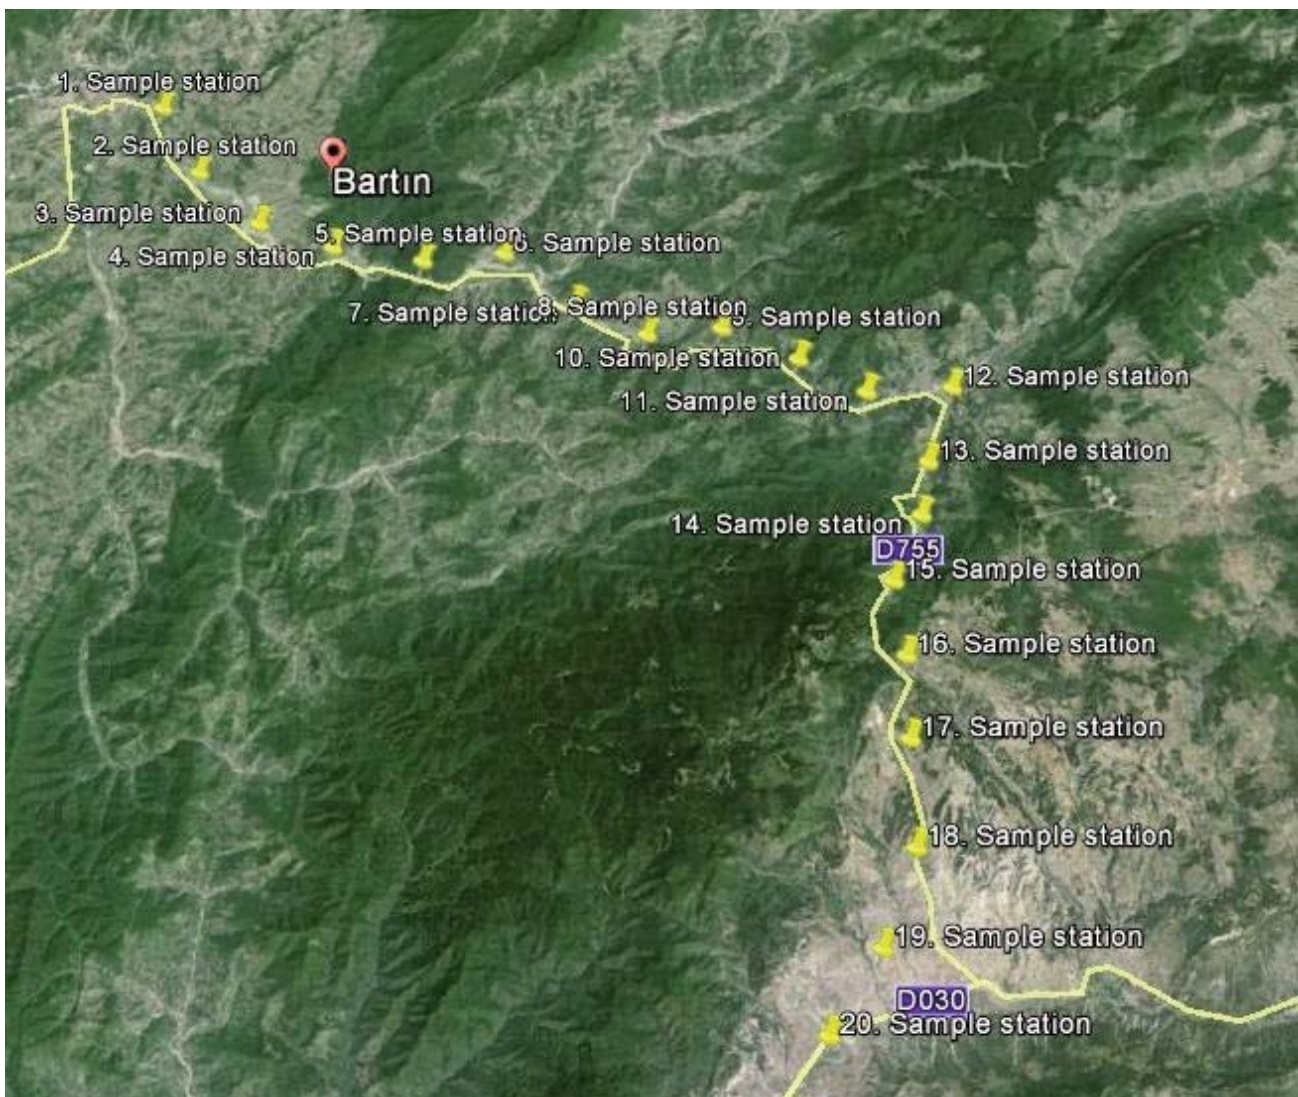 1. Sample station
2. Sample station
Bartın
3. Sample station
4. Sample station
5. Sample station
6. Sample station
7. Sample station
8. Sample station
9. Sample station
10. Sample station
11. Sample station
12. Sample station
13. Sample station
14. Sample station
D755
15. Sample station
16. Sample station
17. Sample station
18. Sample station
19. Sample station
D030
20. Sample station